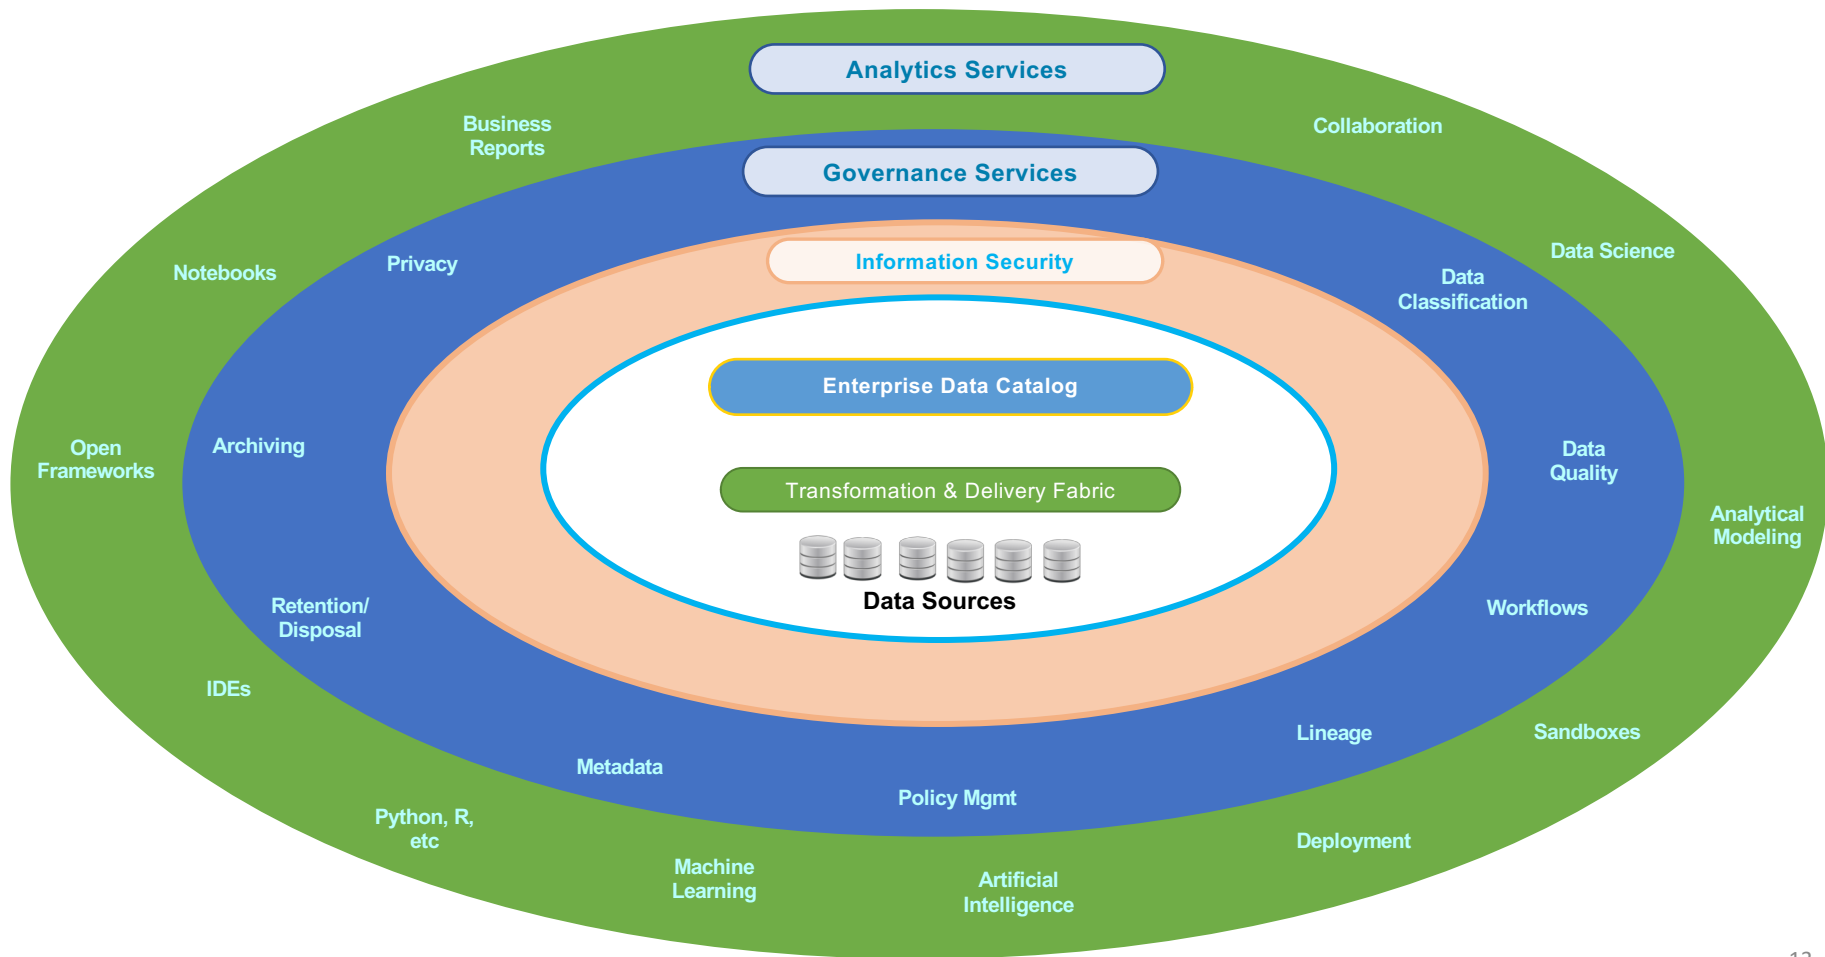 Analytics Services
Business
Reports
Collaboration
Governance Services
Notebooks
Privacy
Information Security
Data Science
Data
Classification
Enterprise Data Catalog
Open
Frameworks
Archiving
Data
Quality
Transformation & Delivery Fabric
Analytical
Modeling
Data Sources
Retention/
Disposal
Workflows
IDEs
Metadata
Lineage
Sandboxes
Policy Mgmt
Python, R,
etc
Deployment
Machine
Learning
Artificial
Intelligence